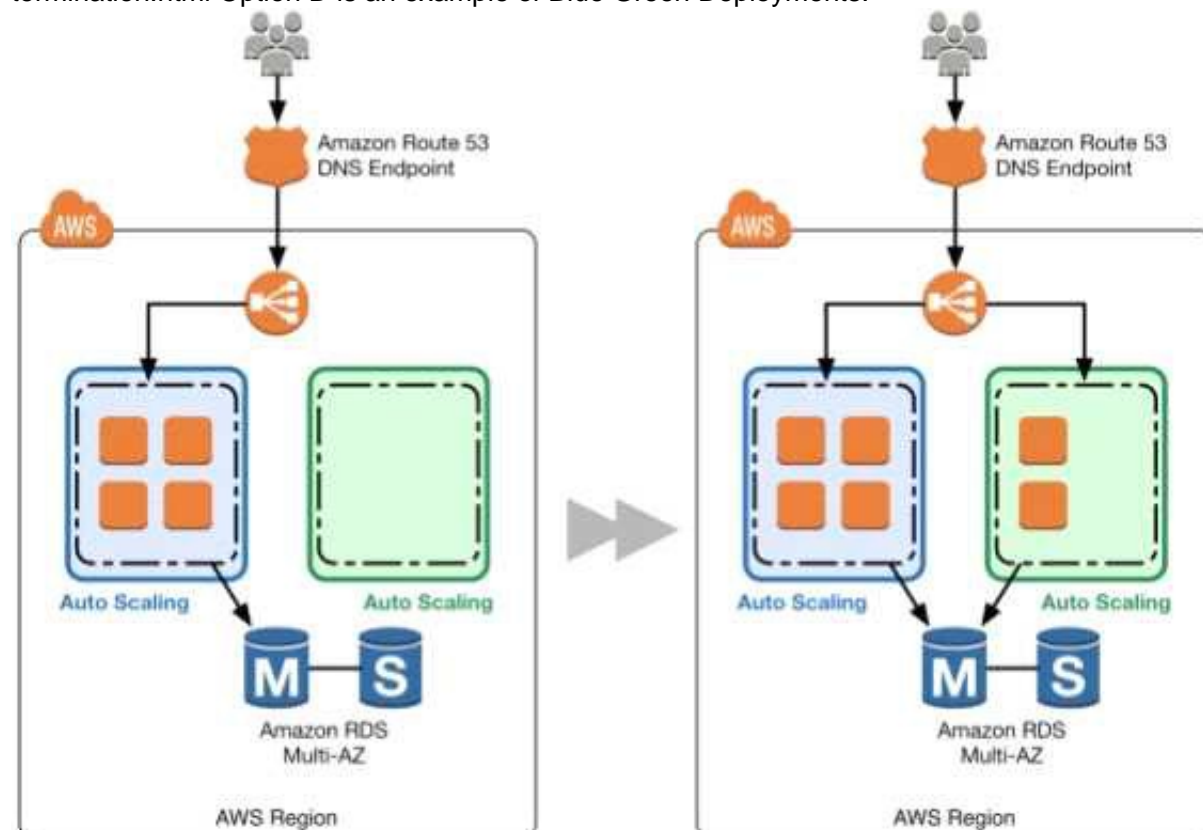 termination.html Option D is an example of Blue Green Deployments.
Amazon Route 53
DNS Endpoint
AWS
Auto Scaling
Auto Scaling
M
S
Amazon RDS
Multi-AZ
AWS Region
Amazon Route 53
DNS Endpoint
AWS
Auto Scaling
Auto Scaling
M
S
Amazon RDS
Multi-AZ
AWS Region